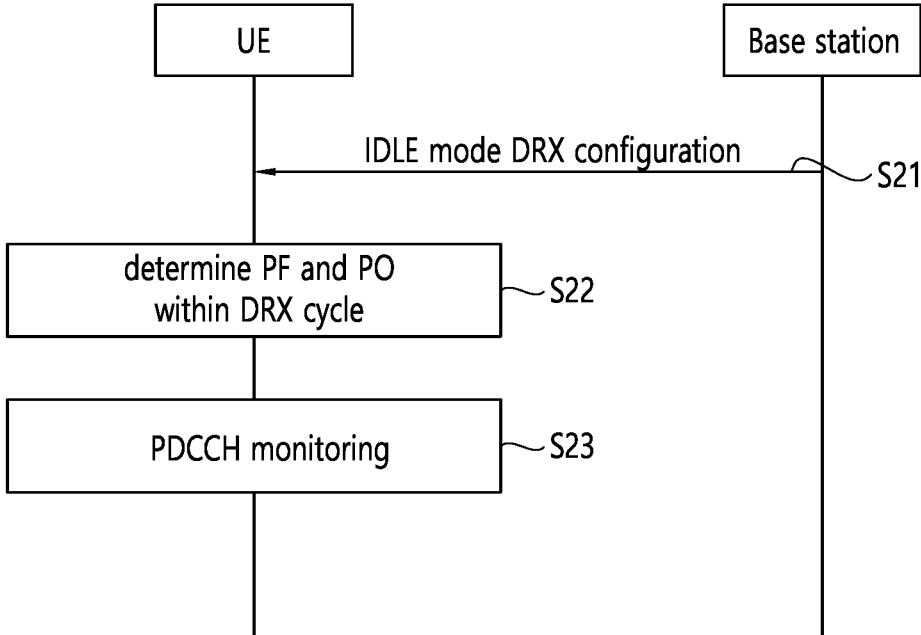 UE
Base station
IDLE mode DRX configuration
S21
determine PF and PO
within DRX cycle
S22
PDCCH monitoring
S23